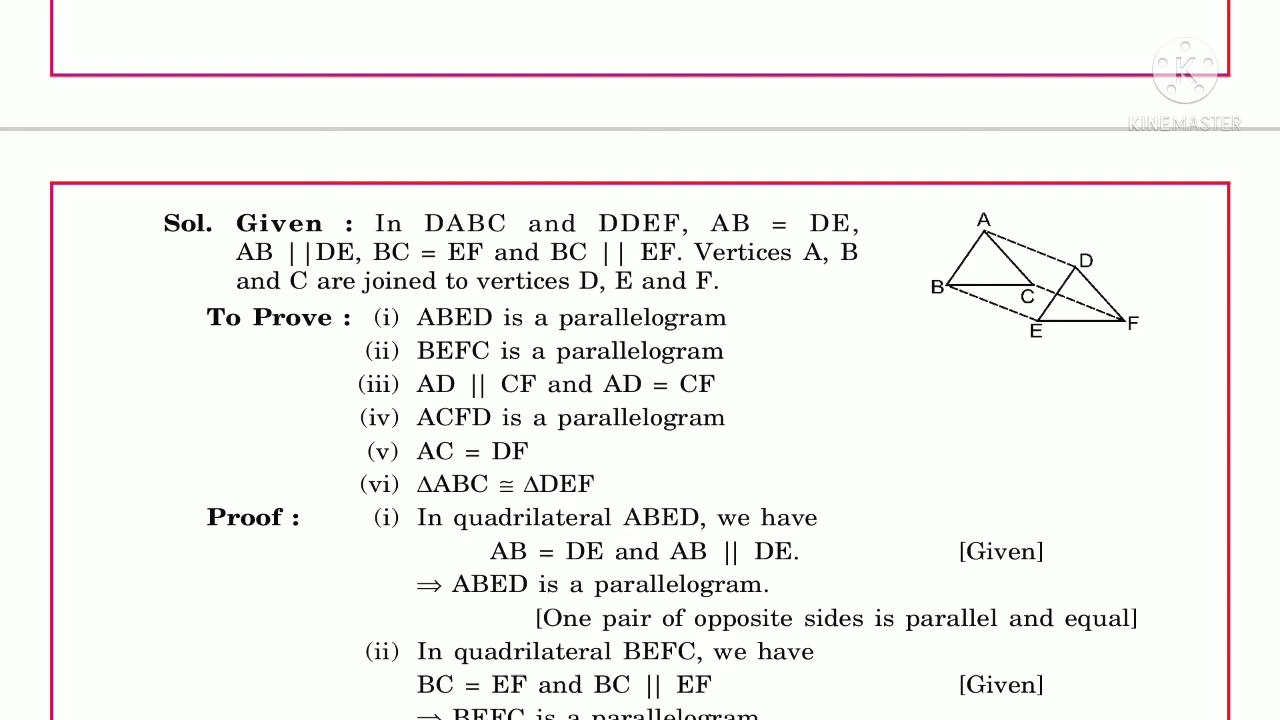 KINEMASTER
Sol. Given : In DABC and DDEF, AB = DE,
AB ||DE, BC = EF and BC || EF. Vertices A, B
and C are joined to vertices D, E and F.
A
D
B
C
E
F
To Prove : (i) ABED is a parallelogram
(ii) BEFC is a parallelogram
(iii) AD || CF and AD = CF
(iv) ACFD is a parallelogram
(v) AC = DF
(vi) ΔABC ≅ ΔDEF
Proof : (i) In quadrilateral ABED, we have
AB = DE and AB || DE. [Given]
⇒ ABED is a parallelogram.
[One pair of opposite sides is parallel and equal]
(ii) In quadrilateral BEFC, we have
BC = EF and BC || EF [Given]
⇒ BEFC is a parallelogram